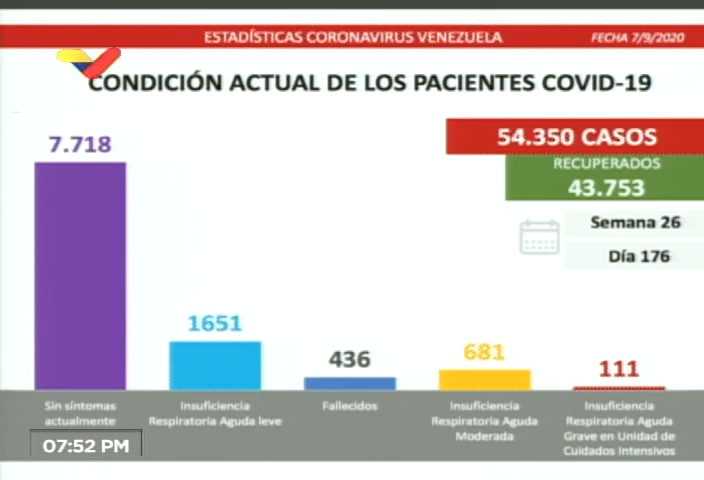 ESTADÍSTICAS CORONAVIRUS VENEZUELA
FECHA 7/9/2020
CONDICIÓN ACTUAL DE LOS PACIENTES COVID-19
54.350 CASOS
RECUPERADOS
43.753
Semana 26
Día 176
7.718
1651
436
681
111
Sin síntomas
actualmente
Insuficiencia
Respiratoria Aguda leve
Fallecidos
Insuficiencia
Respiratoria Aguda
Moderada
Insuficiencia
Respiratoria Aguda
Grave en Unidad de
Cuidados Intensivos
07:52 PM